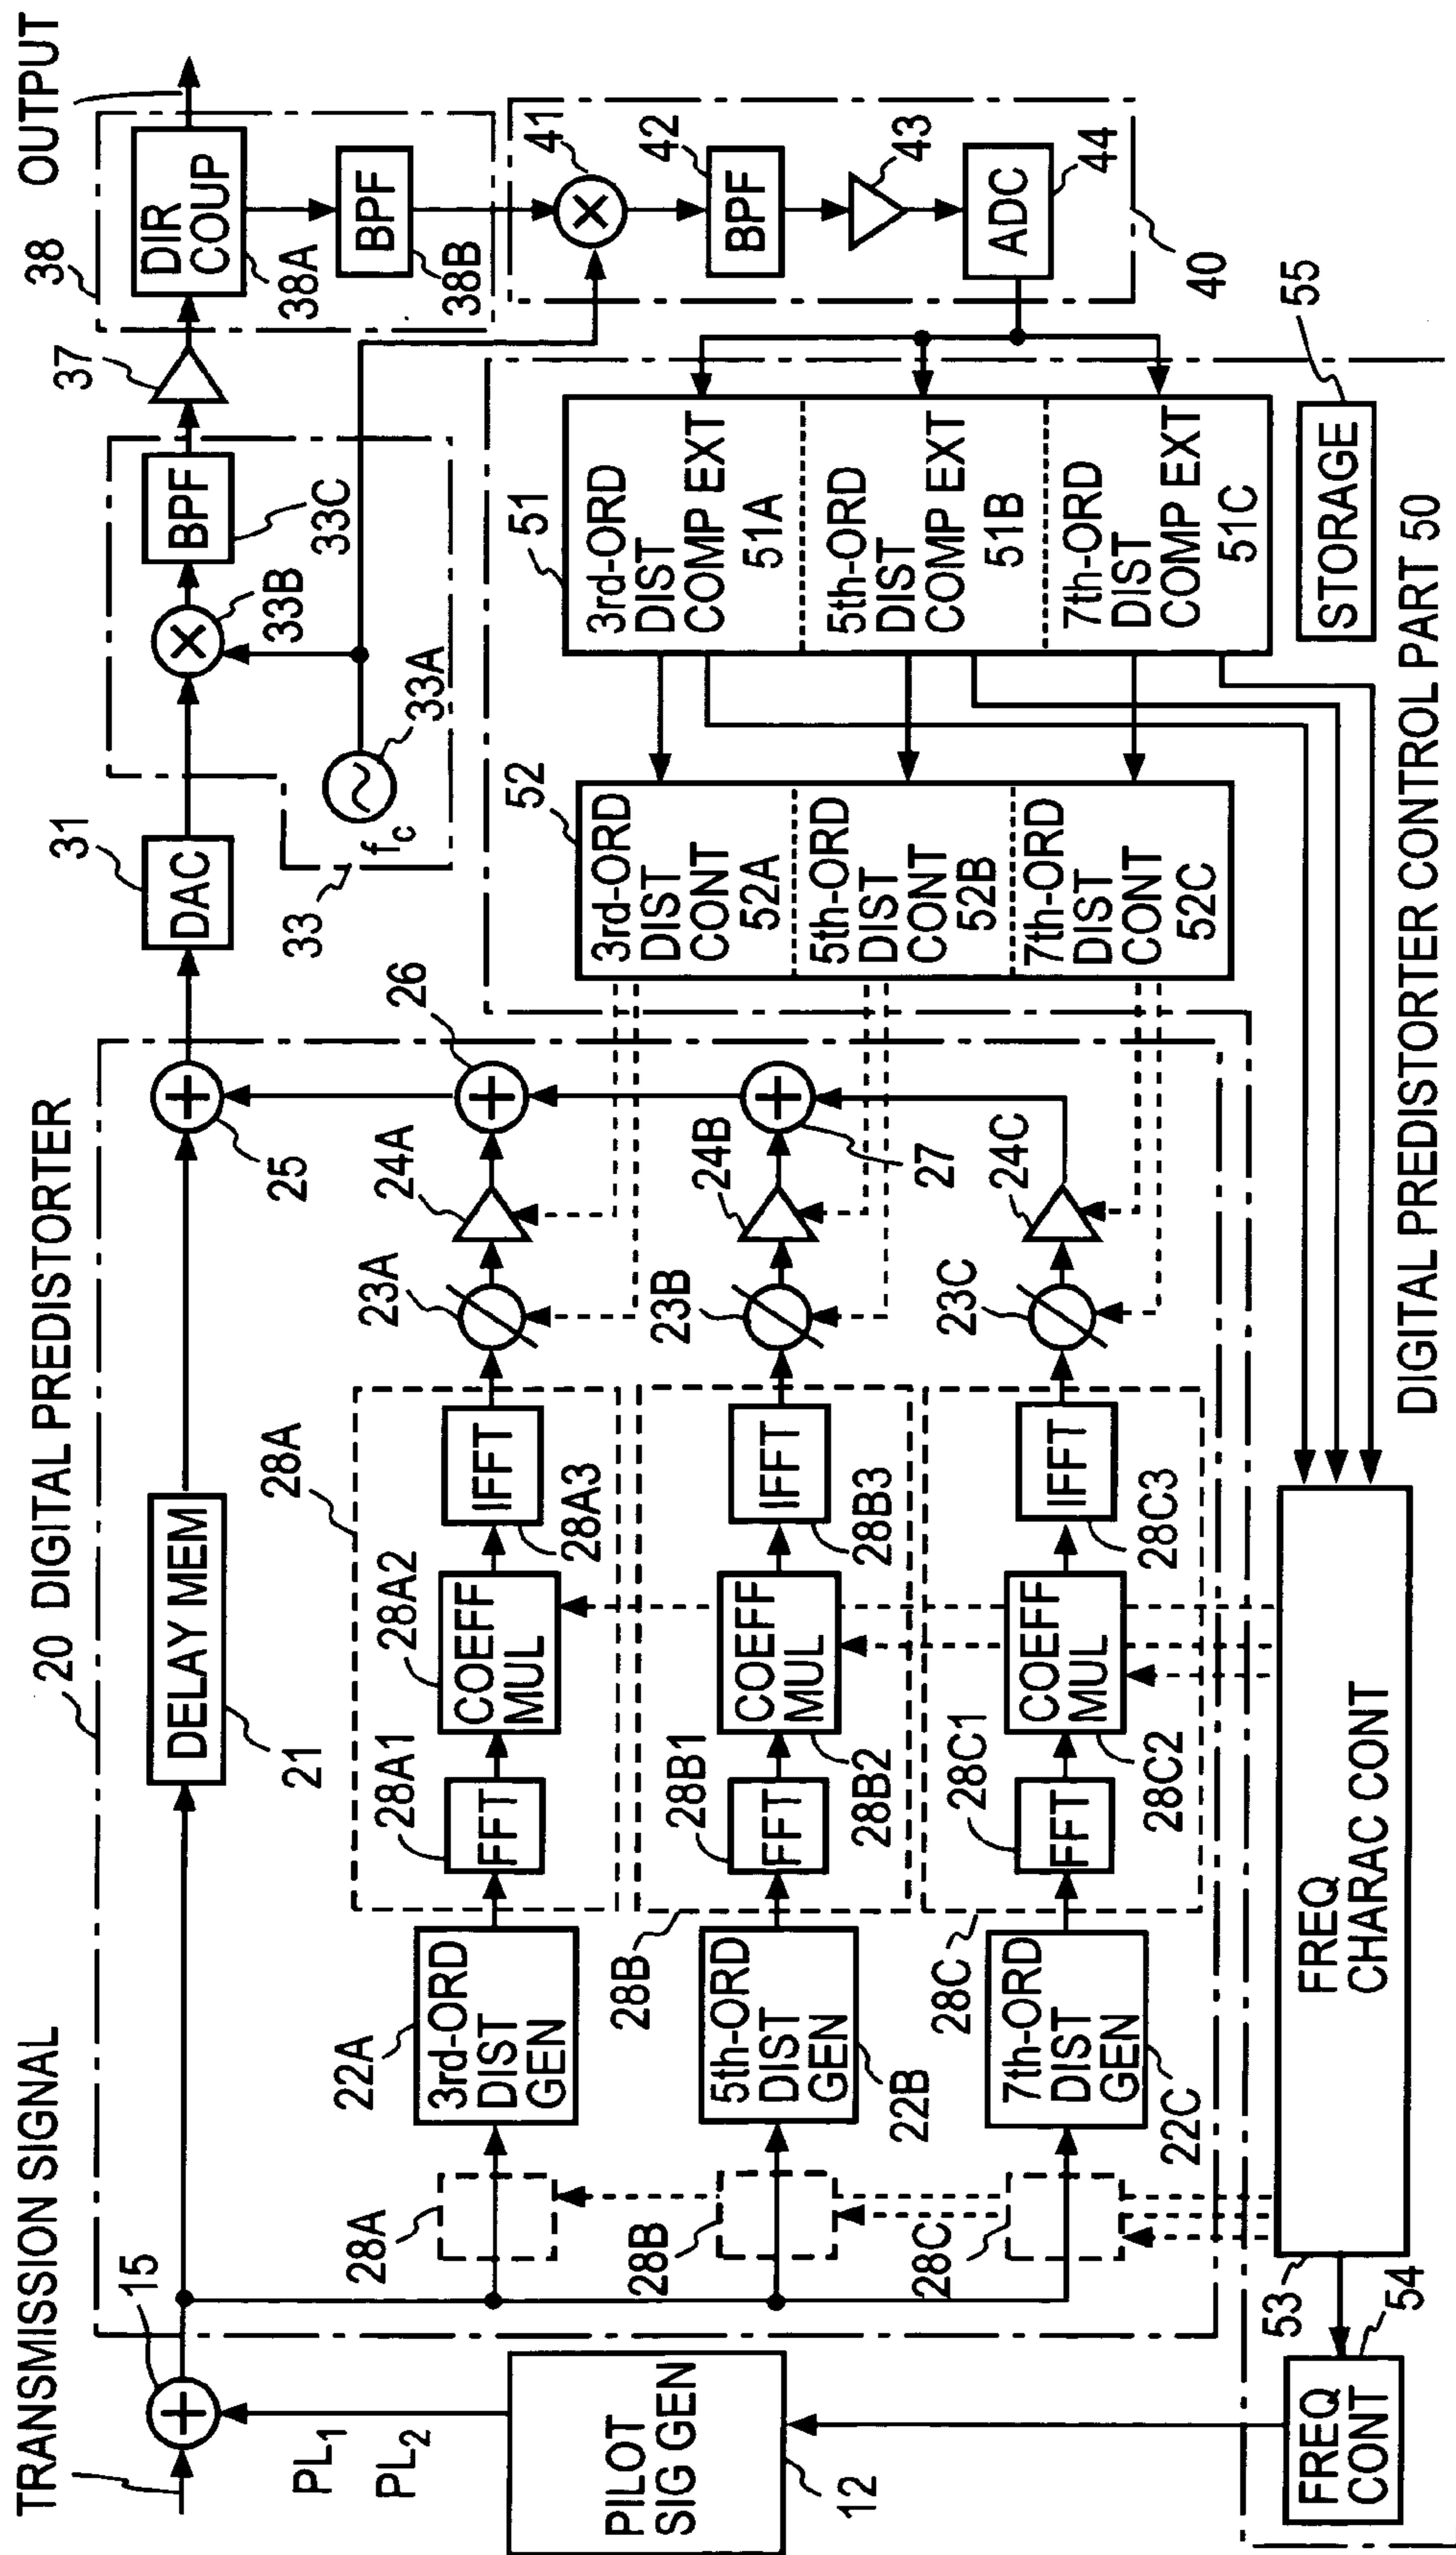 TRANSMISSION SIGNAL
15
PL1
PL2
PILOT
SIG GEN
12
20 DIGITAL PREDISTORTER
DELAY MEM
21
25
28A
22A
3rd-ORD
DIST
GEN
28A
28A1
FFT
28A2
COEFF
MUL
28A3
IFFT
23A
24A
26
28B
22B
5th-ORD
DIST
GEN
28B
28B1
FFT
28B2
COEFF
MUL
28B3
IFFT
23B
24B
27
28C
22C
7th-ORD
DIST
GEN
28C
28C1
FFT
28C2
COEFF
MUL
28C3
IFFT
23C
24C
31
DAC
33
fc
33A
33B
33C
BPF
37
38
DIR
COUP
38A
BPF
38B
OUTPUT
41
42
BPF
43
ADC
44
40
51
3rd-ORD
DIST
COMP EXT
51A
5th-ORD
DIST
COMP EXT
51B
7th-ORD
DIST
COMP EXT
51C
52
3rd-ORD
DIST
CONT
52A
5th-ORD
DIST
CONT
52B
7th-ORD
DIST
CONT
52C
STORAGE
55
FREQ
CHARAC CONT
53
FREQ
CONT
54
DIGITAL PREDISTORTER CONTROL PART 50